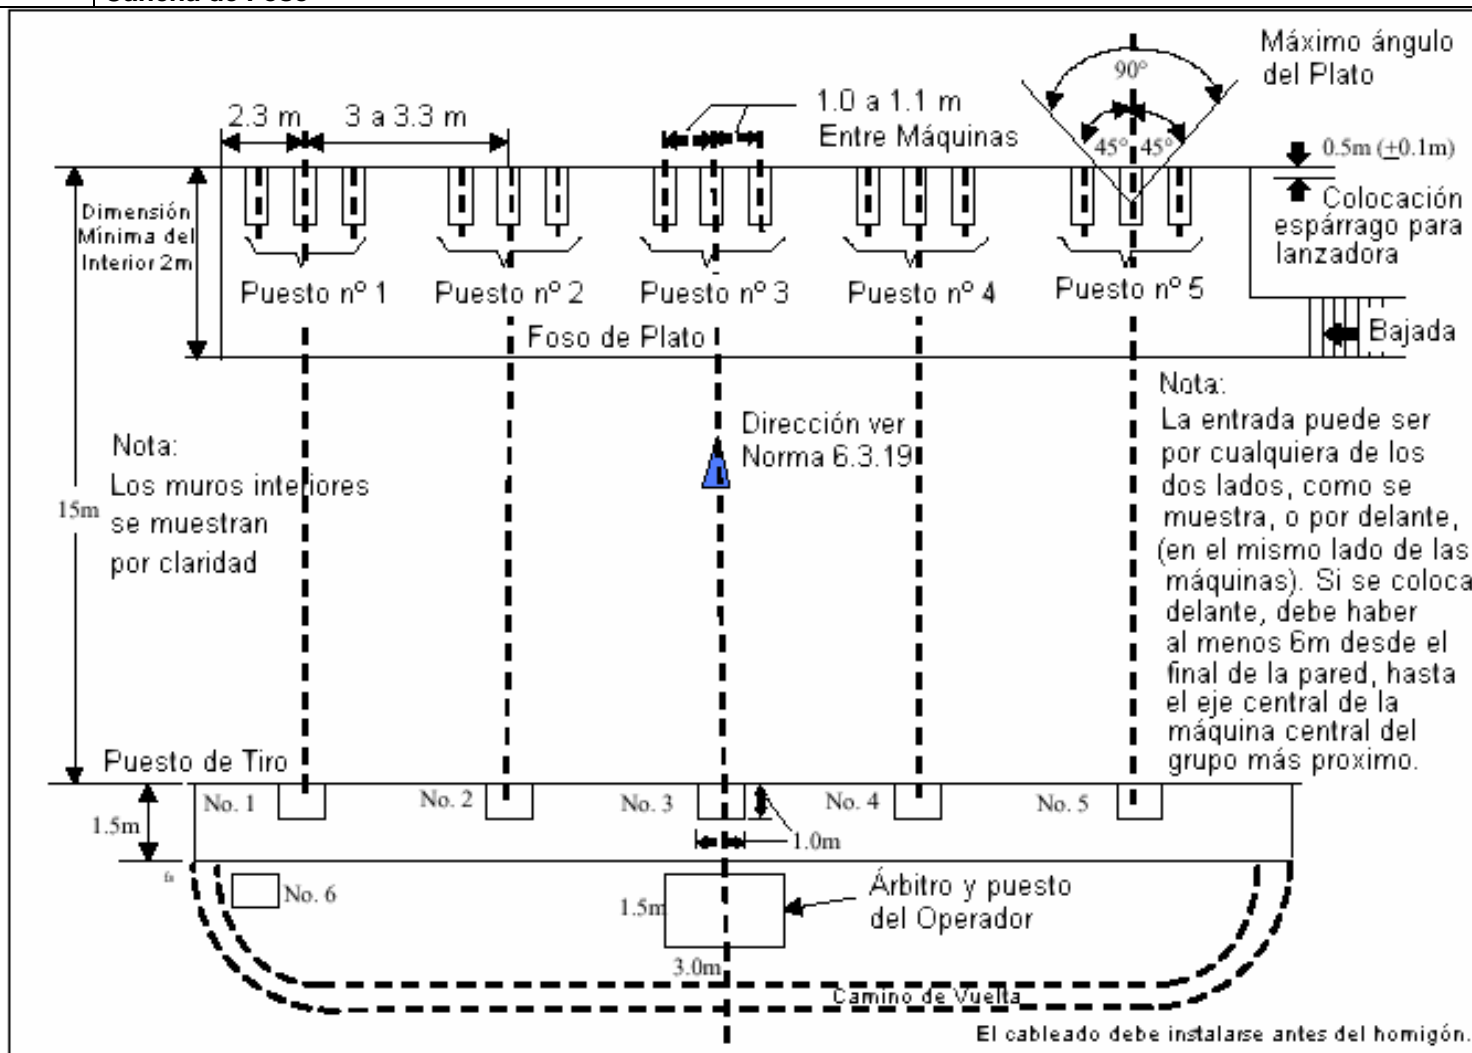 Cancha de Foso
Máximo ángulo
del Plato
90°
2.3 m
3 a 3.3 m
1.0 a 1.1 m
Entre Máquinas
45°
45°
0.5m (±0.1m)
Colocación
espárrago para
lanzadora
Dimensión
Mínima del
Interior 2m
Puesto nº 1
Puesto nº 2
Puesto nº 3
Puesto nº 4
Puesto nº 5
Foso de Plato
Bajada
Nota:
Los muros interiores
se muestran
por claridad
15m
Dirección ver
Norma 6.3.19
Nota:
La entrada puede ser
por cualquiera de los
dos lados, como se
muestra, o por delante,
(en el mismo lado de las
máquinas). Si se coloca
delante, debe haber
al menos 6m desde el
final de la pared, hasta
el eje central de la
máquina central del
grupo más proximo.
Puesto de Tiro
No. 1
No. 2
No. 3
No. 4
No. 5
1.5m
1.0m
No. 6
1.5m
Árbitro y puesto
del Operador
3.0m
Camino de Vuelta
El cableado debe instalarse antes del homigón.